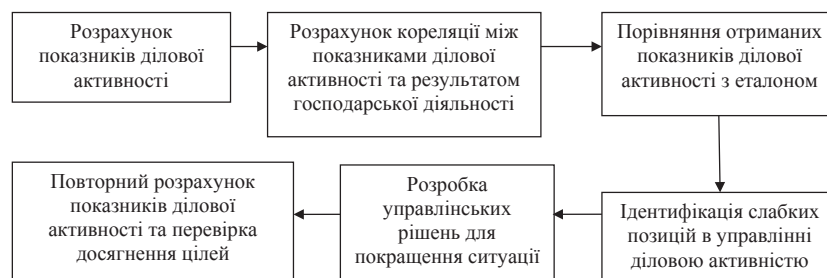 Розрахунок
показників ділової
активності
Розрахунок кореляції між
показниками ділової
активності та результатом
господарської діяльності
Порівняння отриманих
показників ділової
активності з еталоном
Ідентифікація слабких
позицій в управлінні
діловою активністю
Розробка
управлінських
рішень для
покращення ситуації
Повторний розрахунок
показників ділової
активності та перевірка
досягнення цілей